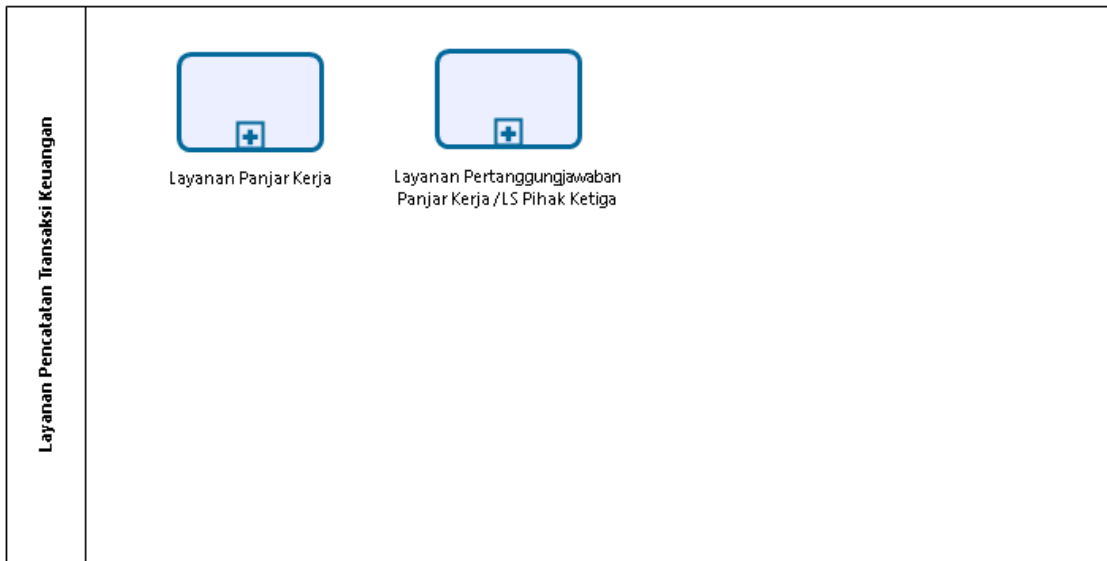 Layanan Pencatatan Transaksi Keuangan
Layanan Panjar Kerja
Layanan Pertanggungjawaban
Panjar Kerja / LS Pihak Ketiga